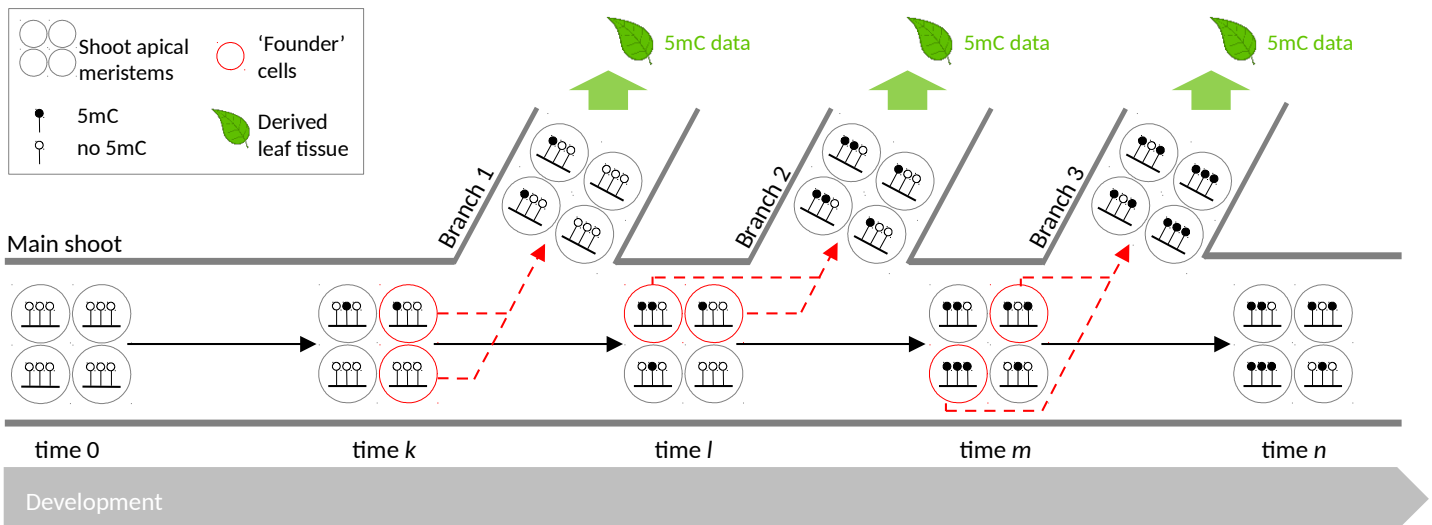 Shoot apical
meristems
‘Founder’
cells
5mC
no 5mC
Derived
leaf tissue
5mC data
5mC data
5mC data
Branch 1
Branch 2
Branch 3
Main shoot
time 0
time k
time l
time m
time n
Development